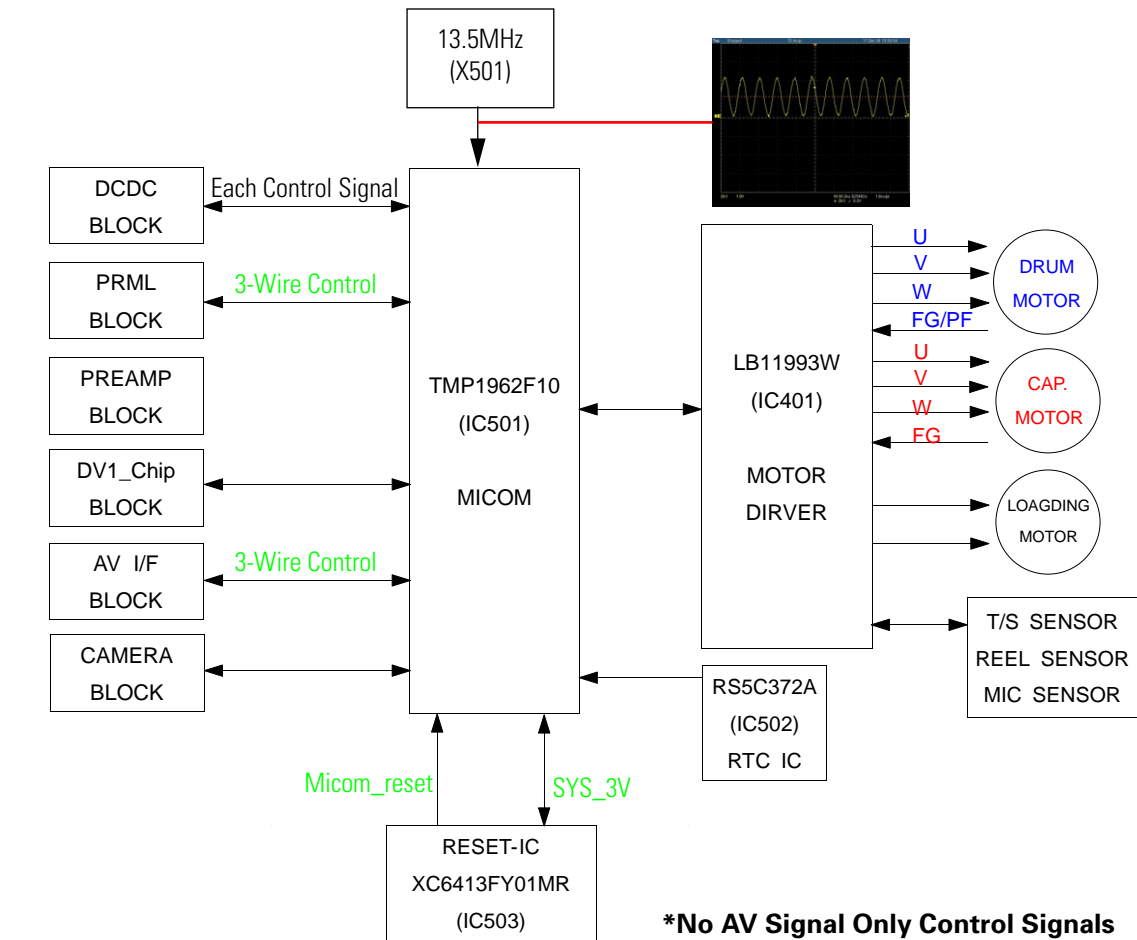 13.5MHz
(X501)
DCDC
BLOCK
Each Control Signal
PRML
BLOCK
3-Wire Control
PREAMP
BLOCK
DV1_Chip
BLOCK
AV I/F
BLOCK
3-Wire Control
CAMERA
BLOCK
TMP1962F10
(IC501)
MICOM
LB11993W
(IC401)
MOTOR
DIRVER
U
V
W
FG/PF
DRUM
MOTOR
U
V
W
FG
CAP.
MOTOR
LOAGDING
MOTOR
T/S SENSOR
REEL SENSOR
MIC SENSOR
RS5C372A
(IC502)
RTC IC
Micom_reset
SYS_3V
RESET-IC
XC6413FY01MR
(IC503)
*No AV Signal Only Control Signals